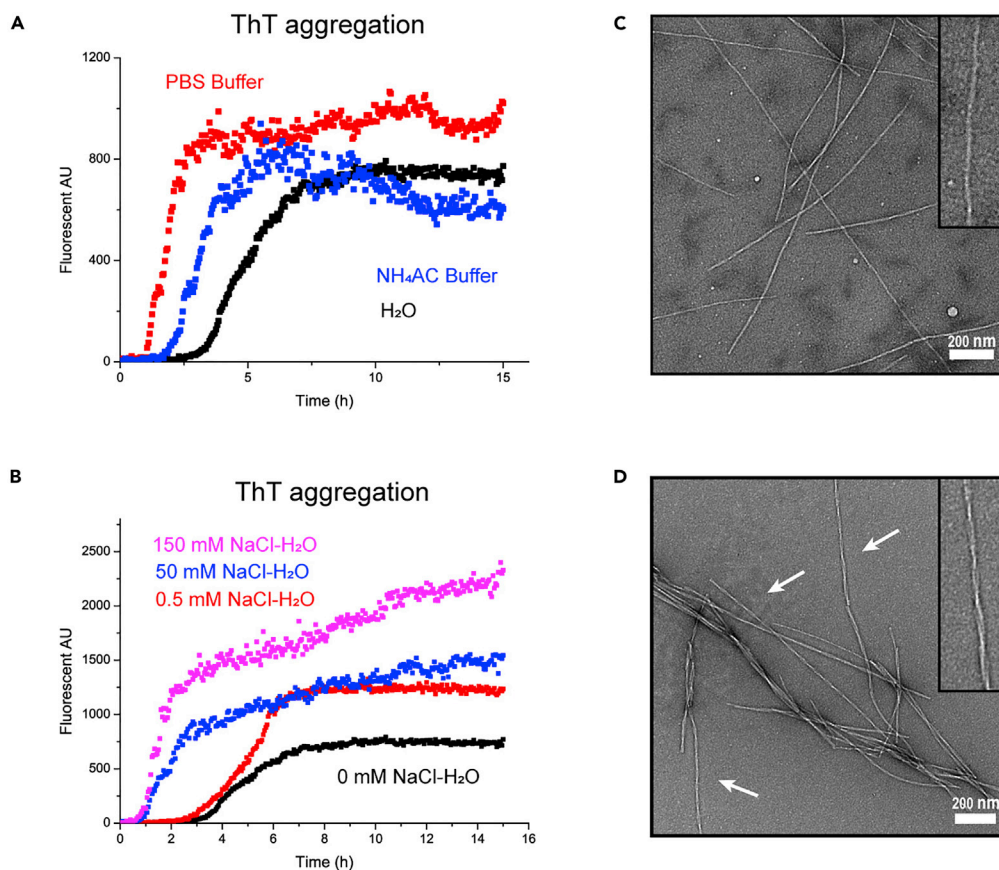 A
ThT aggregation
1200
800
400
0
Fluorescent AU
PBS Buffer
NH₄AC Buffer
H₂O
0
5
10
15
Time (h)
B
ThT aggregation
2500
2000
1500
1000
500
0
Fluorescent AU
150 mM NaCl-H₂O
50 mM NaCl-H₂O
0.5 mM NaCl-H₂O
0 mM NaCl-H₂O
0
2
4
6
8
10
12
14
16
Time (h)
C
200 nm
D
200 nm